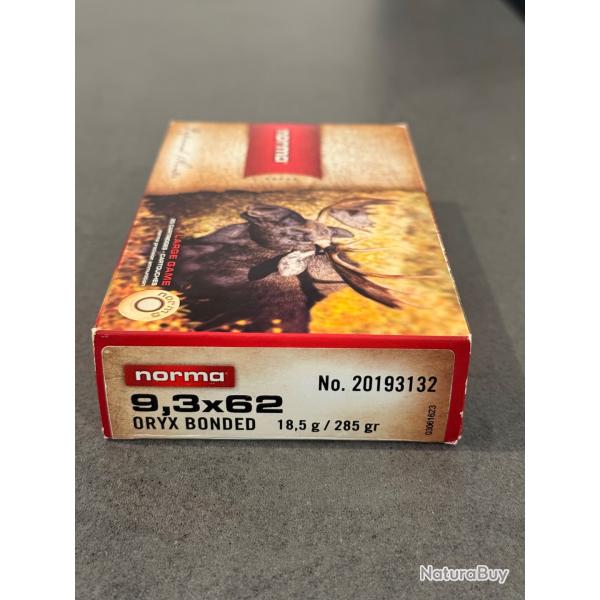 norma
LARGE GAME
norma
No. 20193132
9,3x62
ORYX BONDED 18,5 g / 285 gr
03061623
NaturaBuy